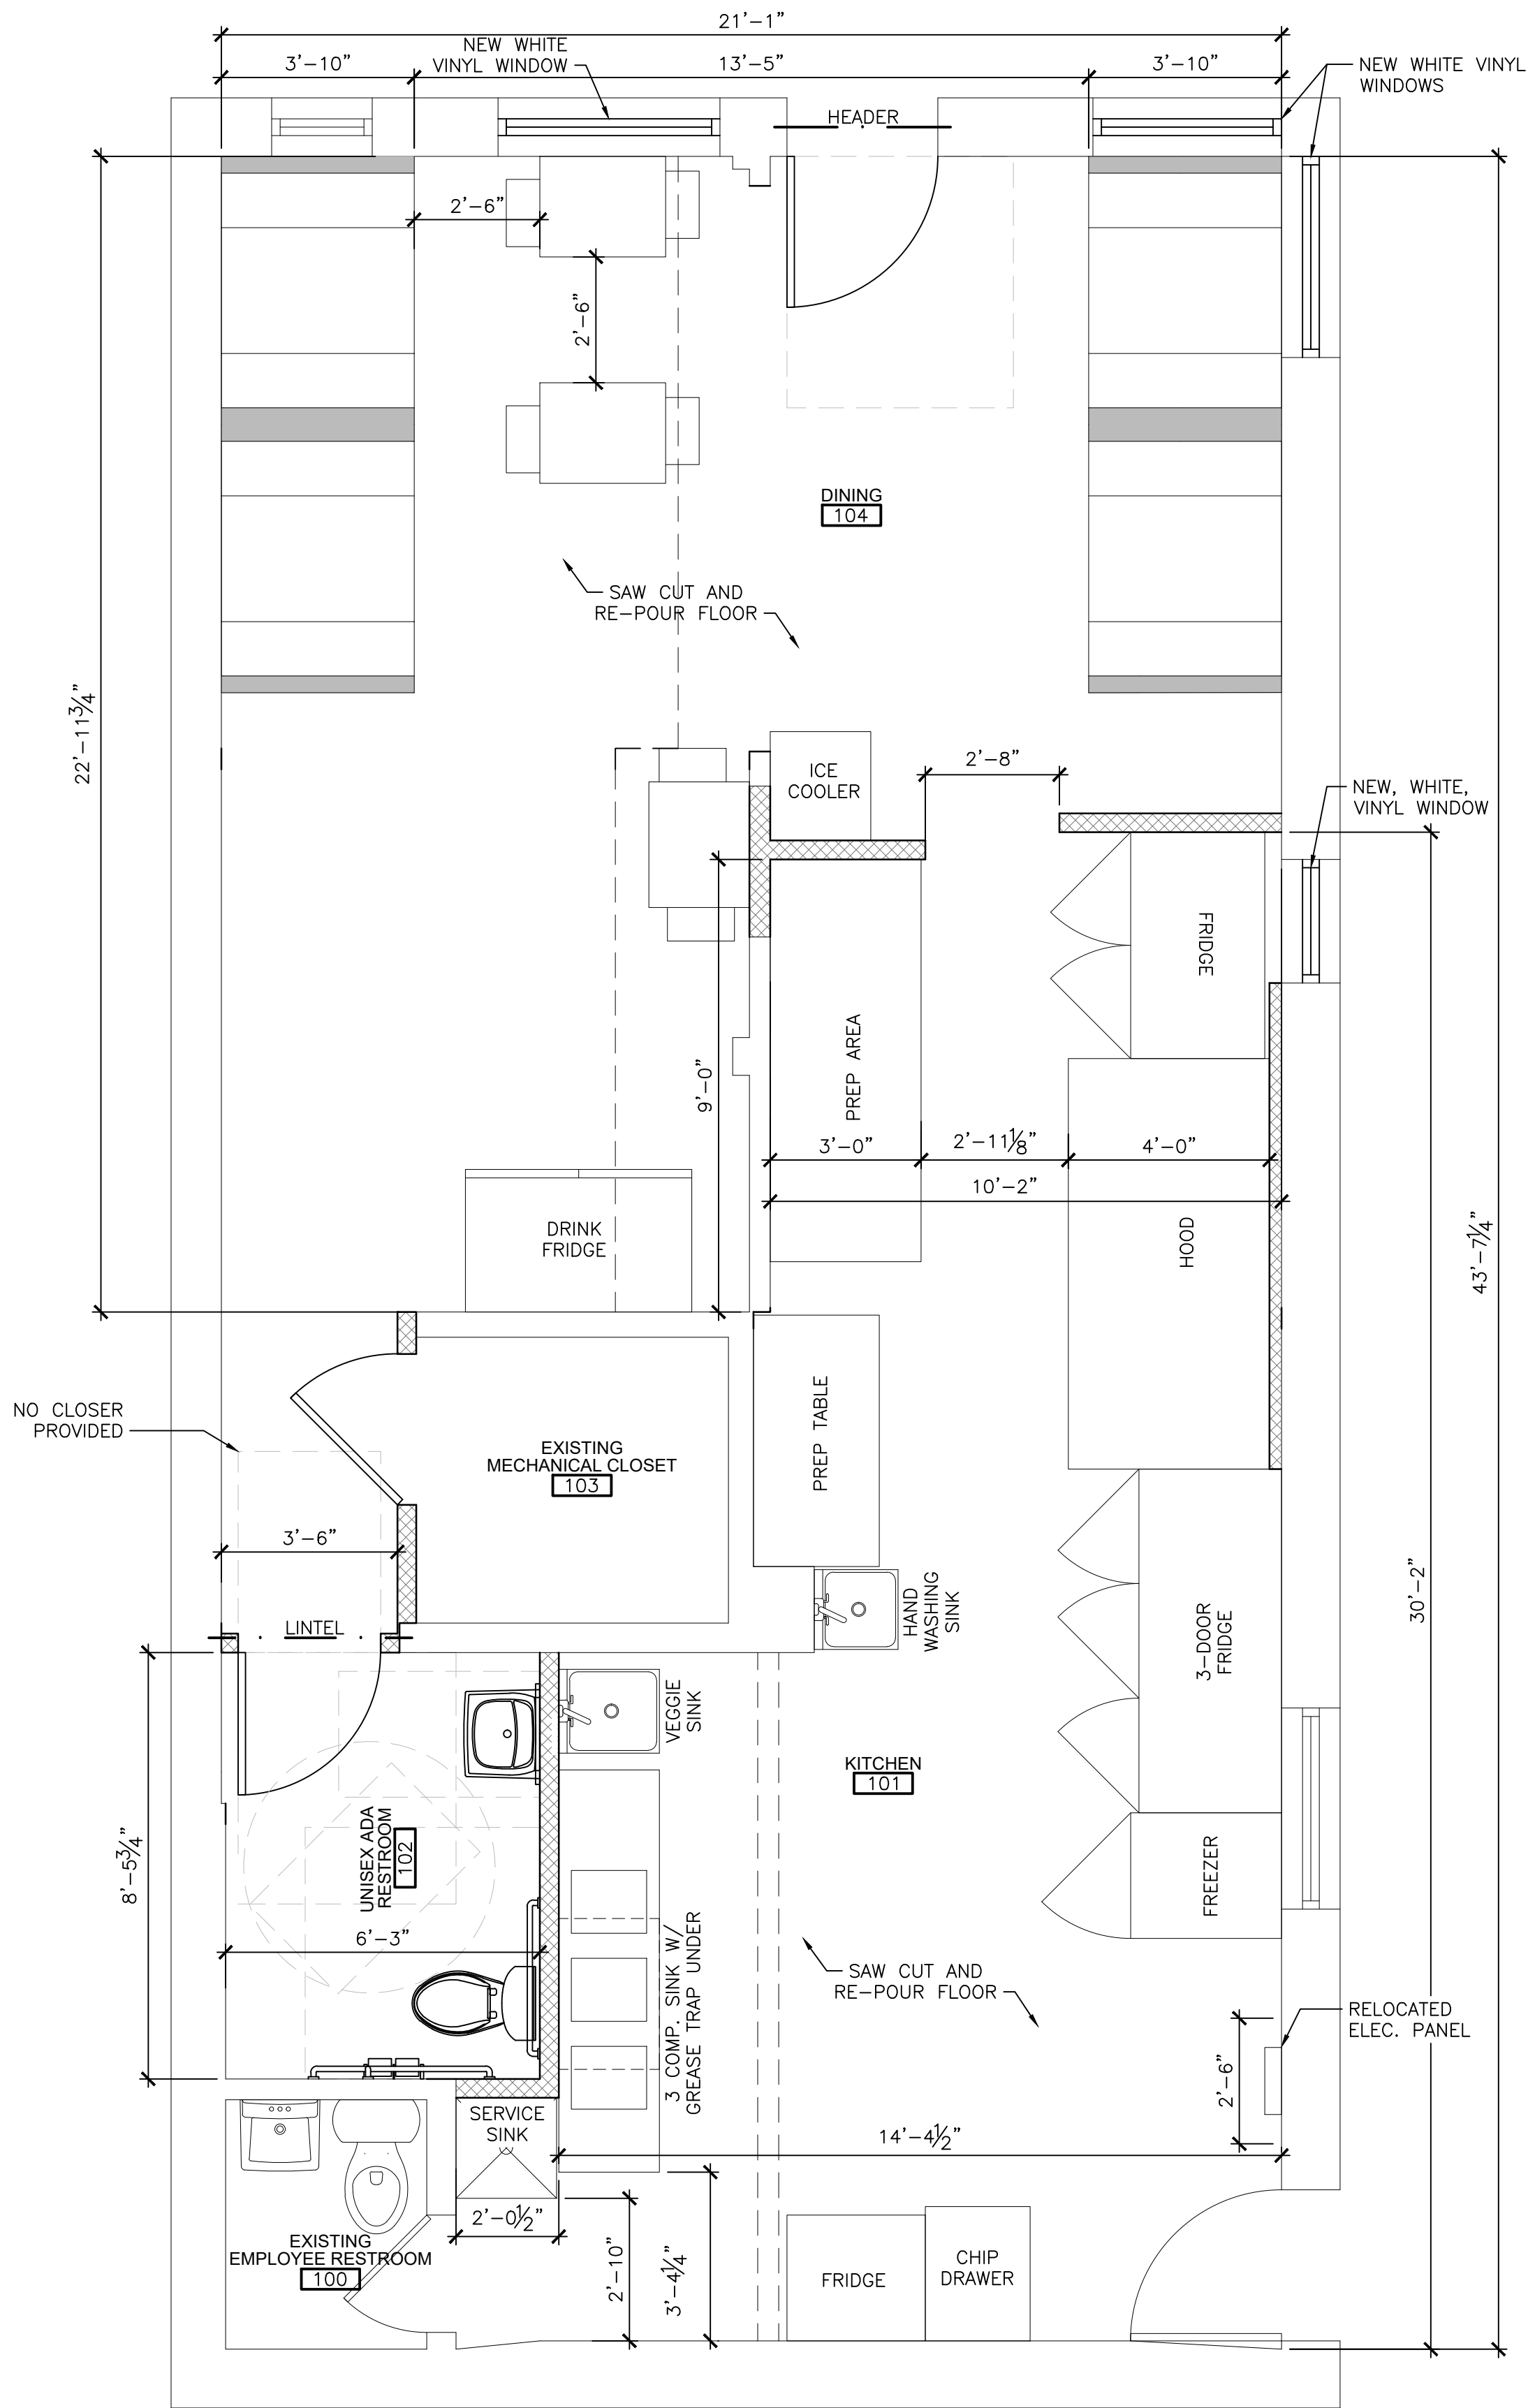 21'-1"
3'-10"
NEW WHITE
VINYL WINDOW
13'-5"
3'-10"
NEW WHITE VINYL
WINDOWS
HEADER
2'-6"
2'-6"
DINING
104
SAW CUT AND
RE-POUR FLOOR
22'-11¾"
ICE
COOLER
2'-8"
NEW, WHITE,
VINYL WINDOW
FRIDGE
PREP AREA
9'-0"
3'-0"
2'-11⅛"
4'-0"
10'-2"
DRINK
FRIDGE
HOOD
43'-7¼"
NO CLOSER
PROVIDED
PREP TABLE
EXISTING
MECHANICAL CLOSET
103
3'-6"
LINTEL
HAND
WASHING
SINK
30'-2"
3-DOOR
FRIDGE
VEGGIE
SINK
KITCHEN
101
8'-5¾"
UNISEX ADA
RESTROOM
102
6'-3"
FREEZER
3 COMP. SINK W/
GREASE TRAP UNDER
SAW CUT AND
RE-POUR FLOOR
RELOCATED
ELEC. PANEL
2'-6"
SERVICE
SINK
14'-4½"
2'-0½"
EXISTING
EMPLOYEE RESTROOM
100
2'-10"
3'-4¼"
FRIDGE
CHIP
DRAWER